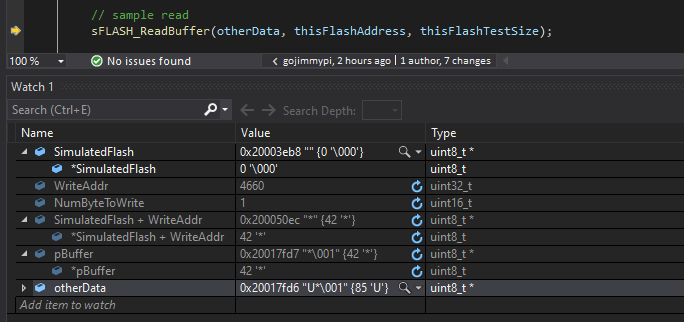 // sample read
sFLASH_ReadBuffer(otherData, thisFlashAddress, thisFlashTestSize);
100 % No issues found gojimmypi, 2 hours ago | 1 author, 7 changes
Watch 1
Search (Ctrl+E) Search Depth:
Name Value Type
SimulatedFlash 0x20003eb8 "" {0 '\000'} uint8_t *
*SimulatedFlash 0 '\000' uint8_t
WriteAddr 4660 uint32_t
NumByteToWrite 1 uint16_t
SimulatedFlash + WriteAddr 0x200050ec "*" {42 '*'} uint8_t *
*SimulatedFlash + WriteAddr 42 '*' uint8_t
pBuffer 0x20017fd7 "*\001" {42 '*'} uint8_t *
*pBuffer 42 '*' uint8_t
otherData 0x20017fd6 "U*\001" {85 'U'} uint8_t *
Add item to watch